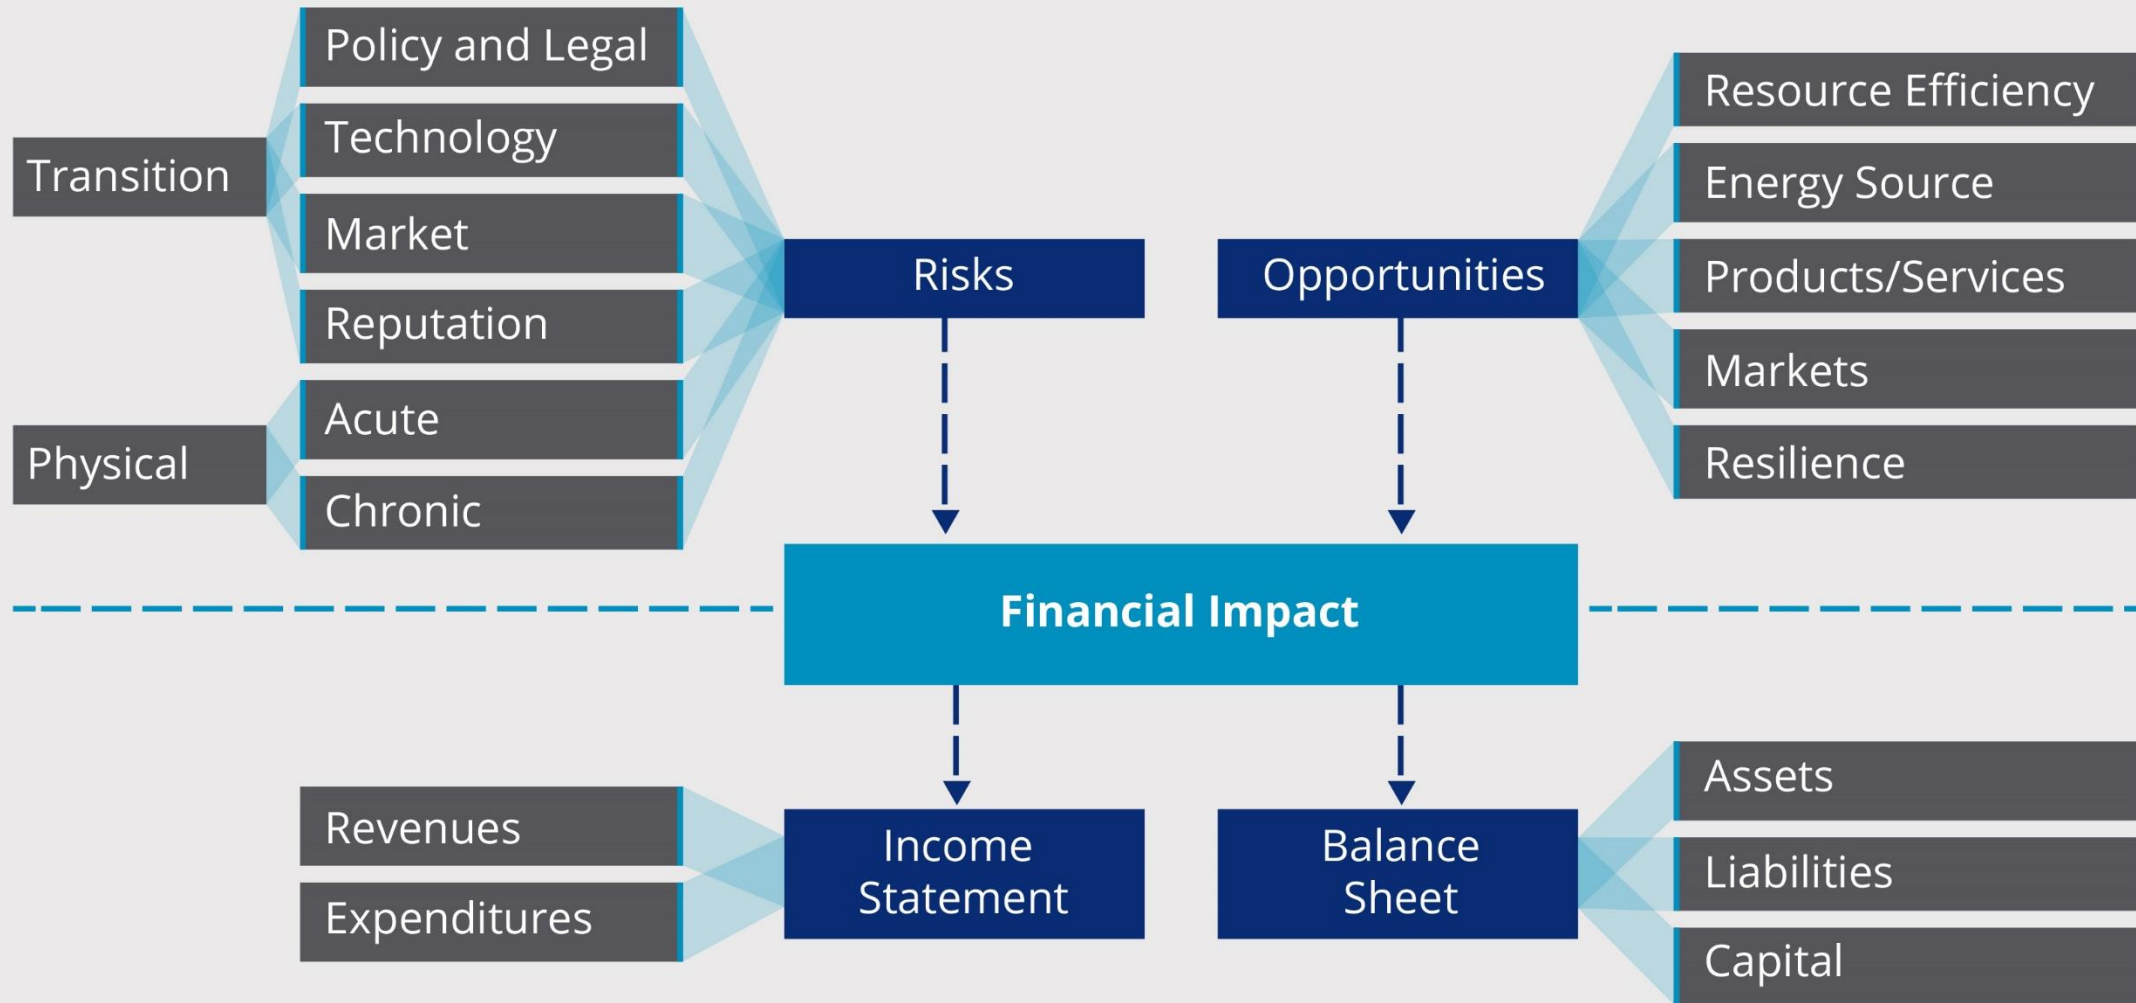 Transition
Policy and Legal
Technology
Market
Reputation
Physical
Acute
Chronic
Risks
Opportunities
Resource Efficiency
Energy Source
Products/Services
Markets
Resilience
Financial Impact
Revenues
Expenditures
Income
Statement
Balance
Sheet
Assets
Liabilities
Capital